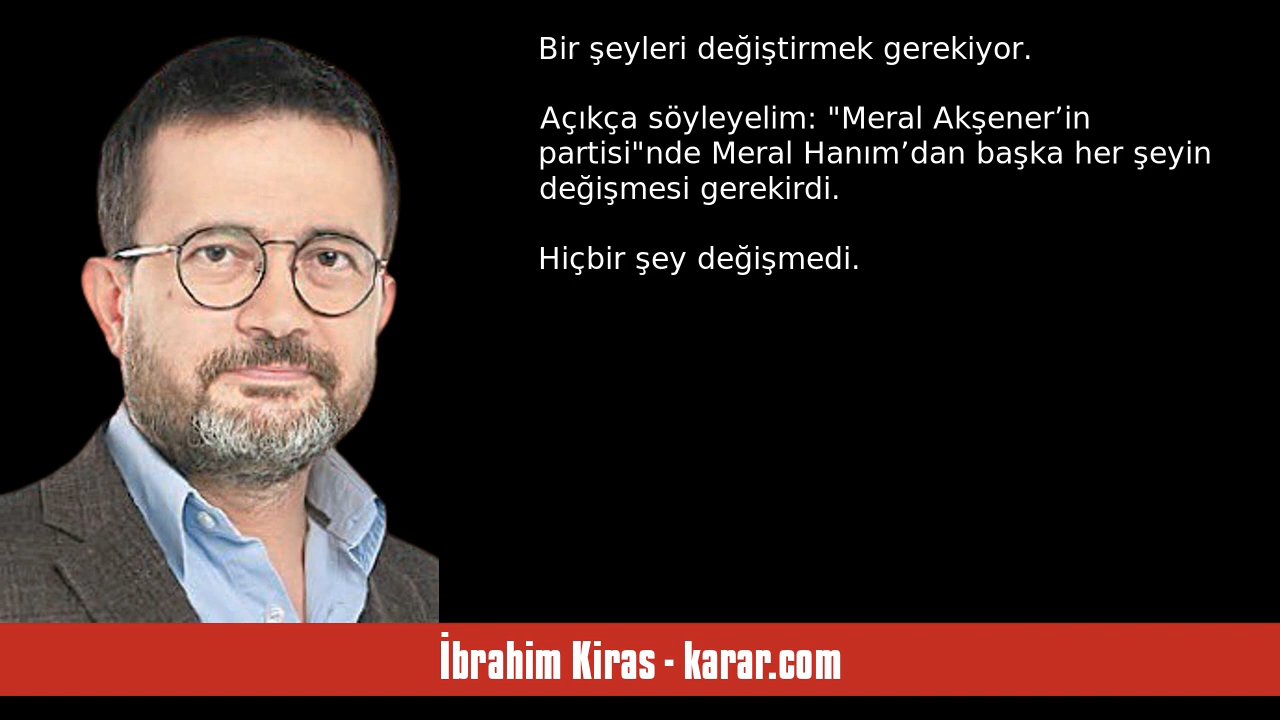 Bir şeyleri değiştirmek gerekiyor.
Açıkça söyleyelim: "Meral Akşener’in
partisi"nde Meral Hanım’dan başka her şeyin
değişmesi gerekirdi.
Hiçbir şey değişmedi.
İbrahim Kiras - karar.com